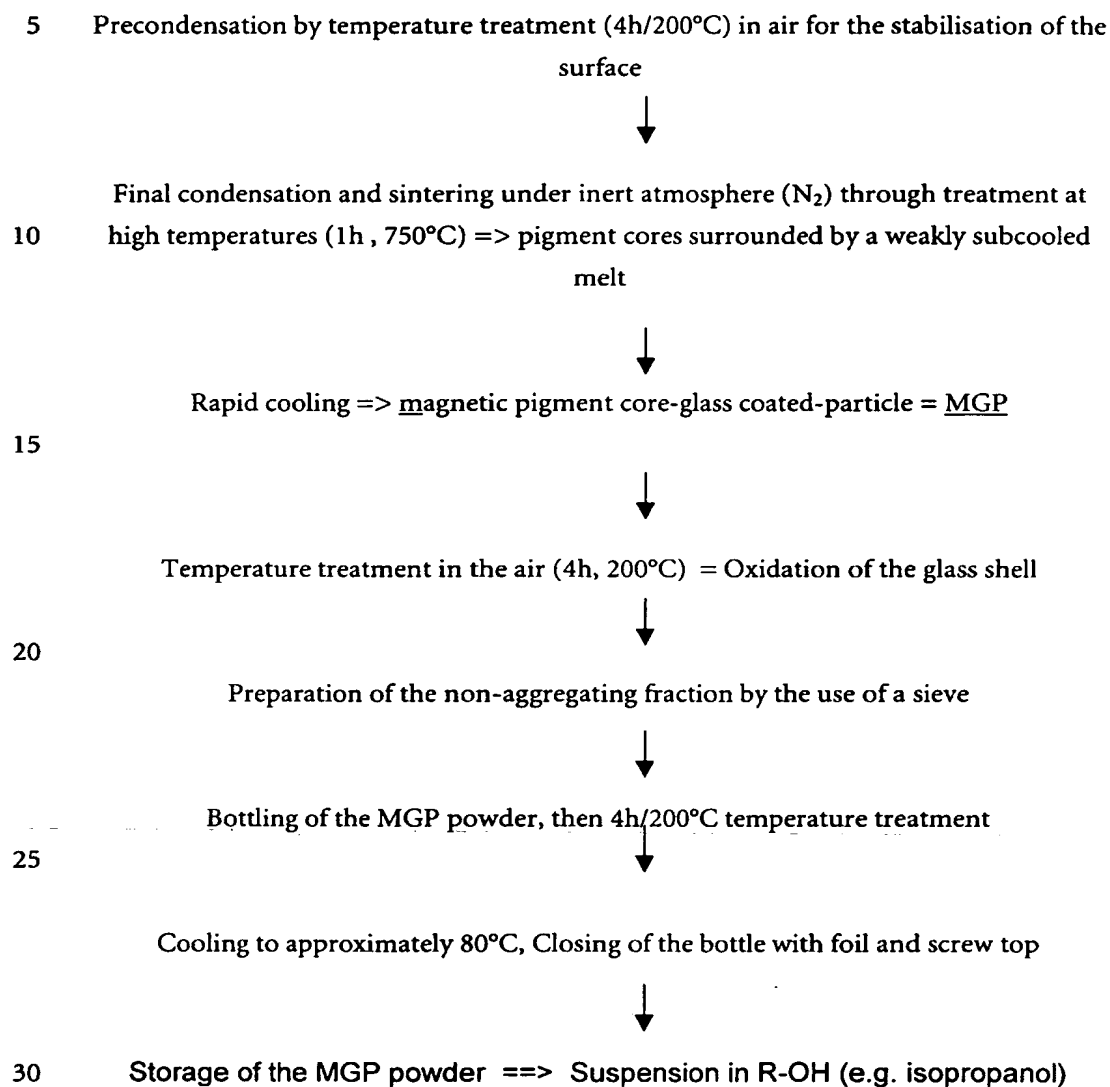 5 Precondensation by temperature treatment (4h/200°C) in air for the stabilisation of the
surface
Final condensation and sintering under inert atmosphere (N₂) through treatment at
10 high temperatures (1h , 750°C) => pigment cores surrounded by a weakly subcooled
melt
Rapid cooling => magnetic pigment core-glass coated-particle = MGP
15
Temperature treatment in the air (4h, 200°C) = Oxidation of the glass shell
20
Preparation of the non-aggregating fraction by the use of a sieve
Bottling of the MGP powder, then 4h/200°C temperature treatment
25
Cooling to approximately 80°C, Closing of the bottle with foil and screw top
30 Storage of the MGP powder ==> Suspension in R-OH (e.g. isopropanol)